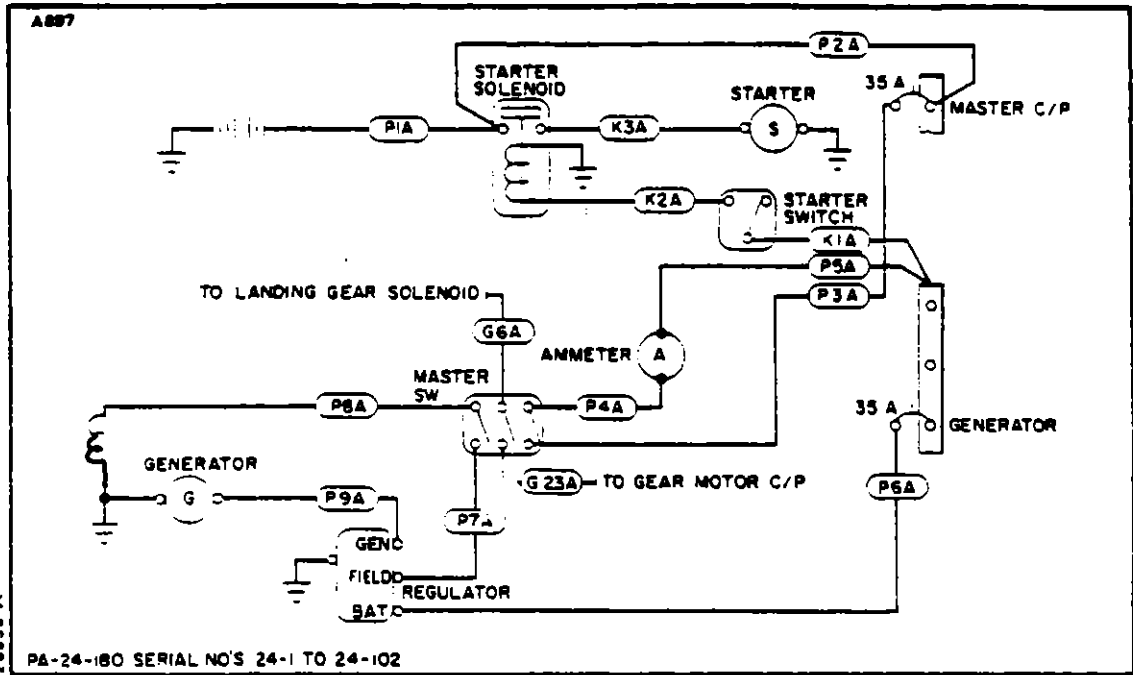 A897
P2A
STARTER
SOLENOID
35 A
STARTER
MASTER C/P
P1A
K3A
S
K2A
STARTER
SWITCH
K1A
P5A
TO LANDING GEAR SOLENOID
P3A
G6A
AMMETER
A
MASTER
SW
P8A
P4A
35 A
GENERATOR
GENERATOR
G 23A
TO GEAR MOTOR C/P
P6A
G
P9A
P7A
GEN
FIELD
REGULATOR
BAT
PA-24-180 SERIAL NO'S 24-1 TO 24-102